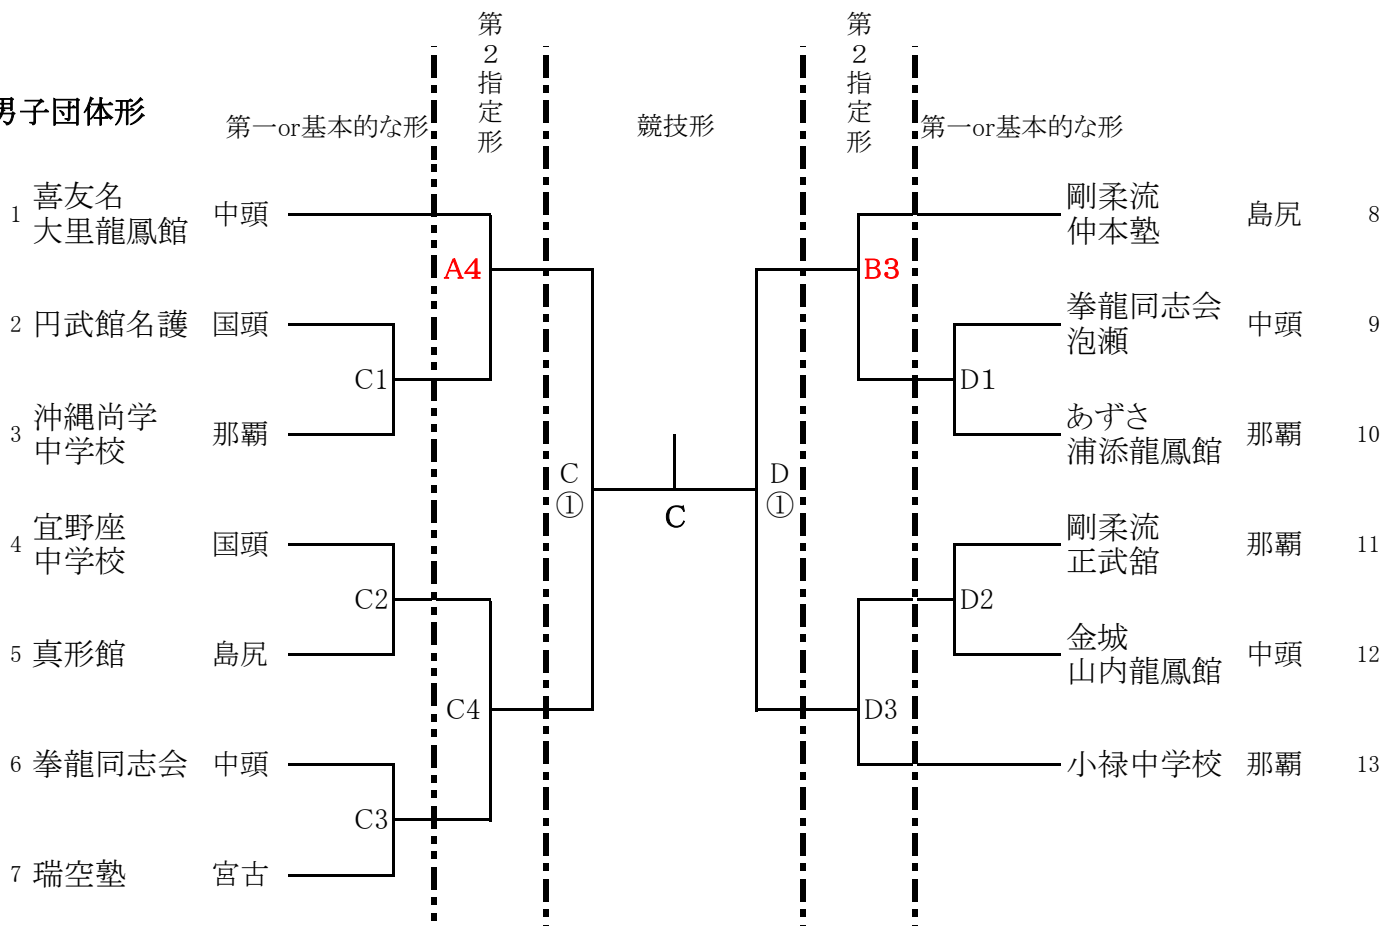 男子団体形
第一or基本的な形
第2指定形
競技形
第2指定形
第一or基本的な形
1 喜友名
大里龍鳳館 中頭
2 円武館名護 国頭
3 沖縄尚学
中学校 那覇
4 宜野座
中学校 国頭
5 真形館 島尻
6 拳龍同志会 中頭
7 瑞空塾 宮古
A4
C1
C2
C4
C3
C
①
C
D
①
B3
D1
D2
D3
剛柔流
仲本塾 島尻 8
拳龍同志会
泡瀬 中頭 9
あずさ
浦添龍鳳館 那覇 10
剛柔流
正武舘 那覇 11
金城
山内龍鳳館 中頭 12
小禄中学校 那覇 13